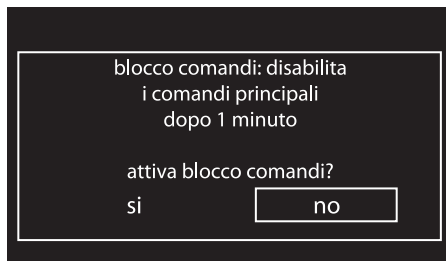 blocco comandi: disabilita
i comandi principali
dopo 1 minuto
attiva blocco comandi?
si no